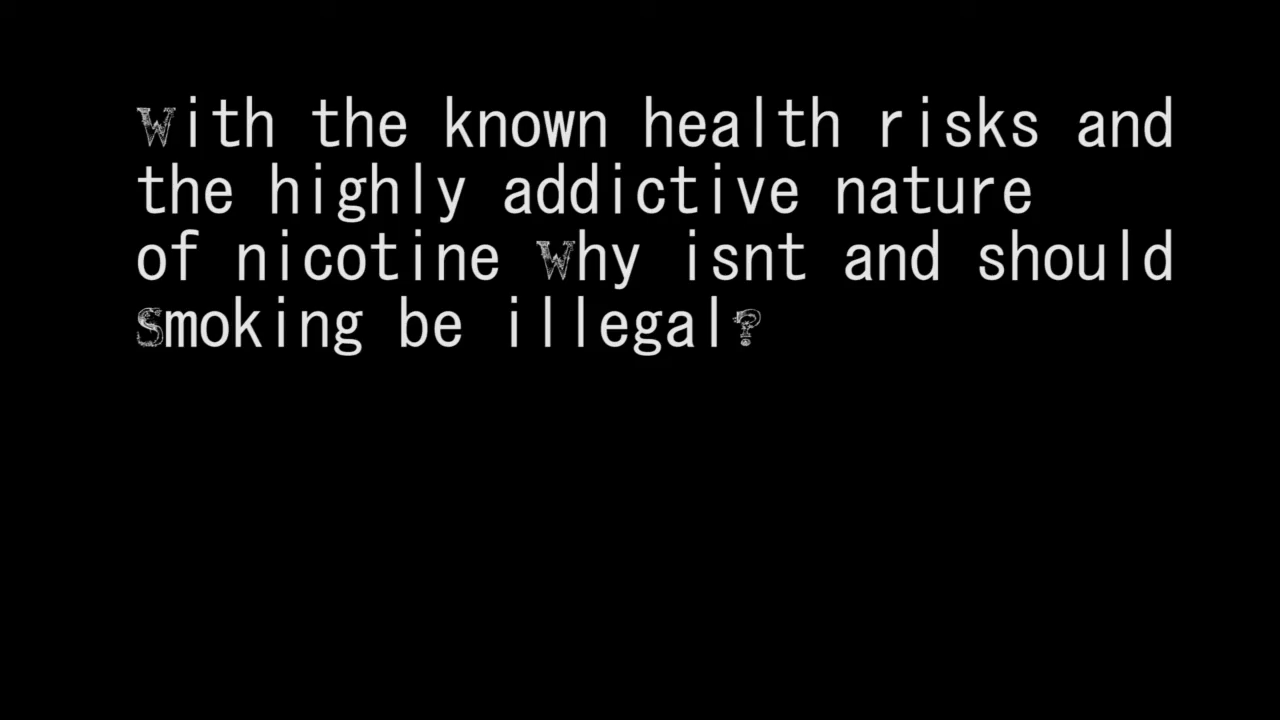 With the known health risks and
the highly addictive nature
of nicotine Why isnt and should
Smoking be illegal?